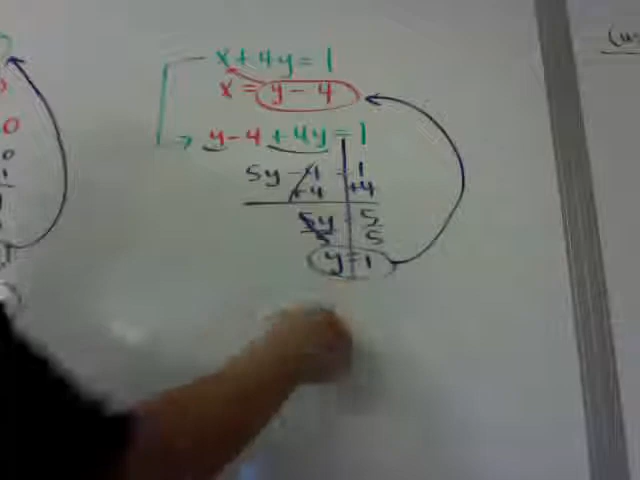 x + 4y = 1
x = y - 4
y - 4 + 4y = 1
5y - 4 = 1
+4 +4
5y = 5
5 5
y = 1